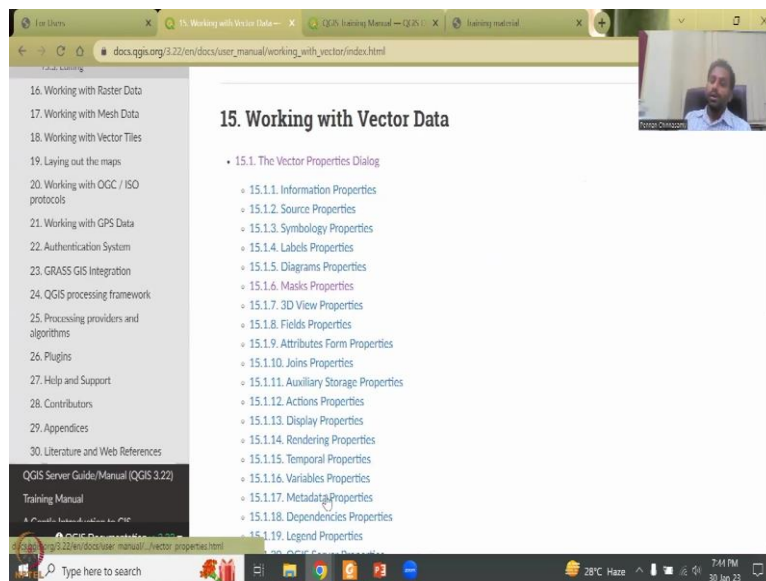 For Users
15. Working with Vector Data —
QGIS Training Manual — QGIS D
Training material
docs.qgis.org/3.22/en/docs/user_manual/working_with_vector/index.html
16. Working with Raster Data
17. Working with Mesh Data
18. Working with Vector Tiles
19. Laying out the maps
20. Working with OGC / ISO
protocols
21. Working with GPS Data
22. Authentication System
23. GRASS GIS Integration
24. QGIS processing framework
25. Processing providers and
algorithms
26. Plugins
27. Help and Support
28. Contributors
29. Appendices
30. Literature and Web References
QGIS Server Guide/Manual (QGIS 3.22)
Training Manual
15. Working with Vector Data
15.1. The Vector Properties Dialog
15.1.1. Information Properties
15.1.2. Source Properties
15.1.3. Symbology Properties
15.1.4. Labels Properties
15.1.5. Diagrams Properties
15.1.6. Masks Properties
15.1.7. 3D View Properties
15.1.8. Fields Properties
15.1.9. Attributes Form Properties
15.1.10. Joins Properties
15.1.11. Auxiliary Storage Properties
15.1.12. Actions Properties
15.1.13. Display Properties
15.1.14. Rendering Properties
15.1.15. Temporal Properties
15.1.16. Variables Properties
15.1.17. Metadata Properties
15.1.18. Dependencies Properties
15.1.19. Legend Properties
Type here to search
28°C Haze
7:44 PM
30 Jan 23